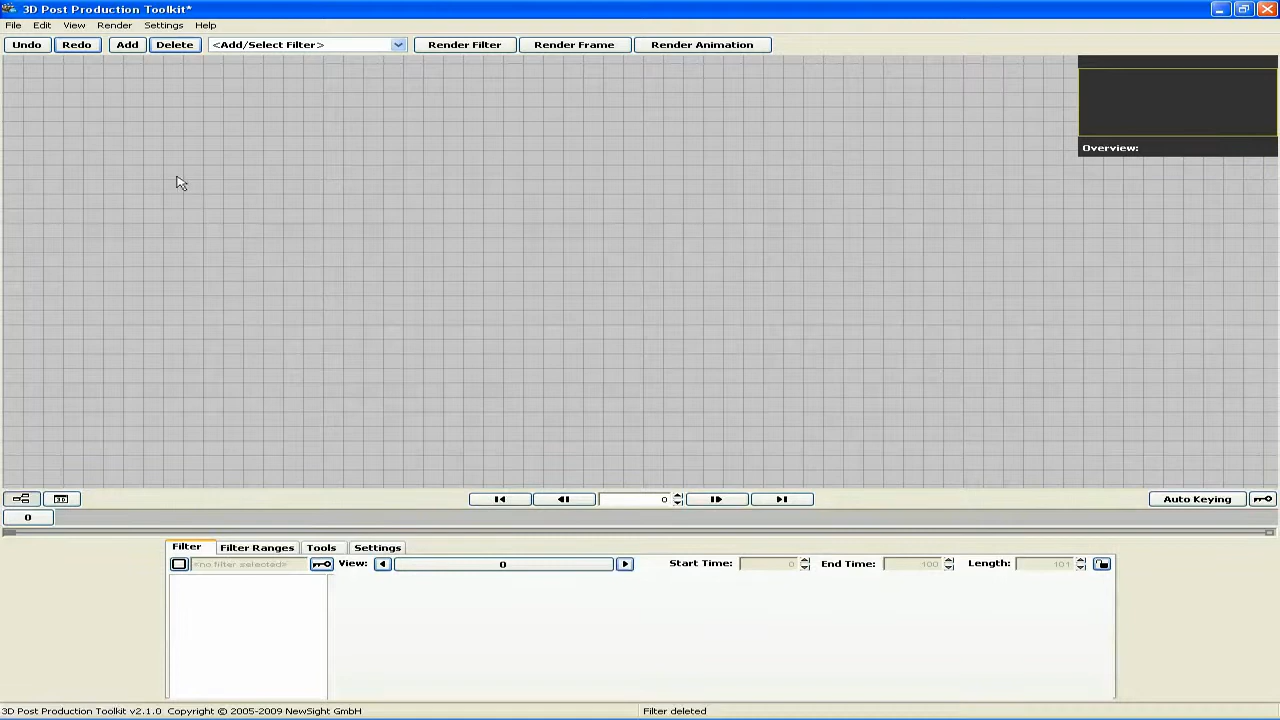 3D Post Production Toolkit*
File Edit View Render Settings Help
Undo Redo Add Delete <Add/Select Filter> Render Filter Render Frame Render Animation
Overview:
3D 0 Auto Keying
0
Filter Filter Ranges Tools Settings
<no filter selected> View: 0 Start Time: 0 End Time: 100 Length: 101
3D Post Production Toolkit v2.1.0 Copyright © 2005-2009 NewSight GmbH Filter deleted